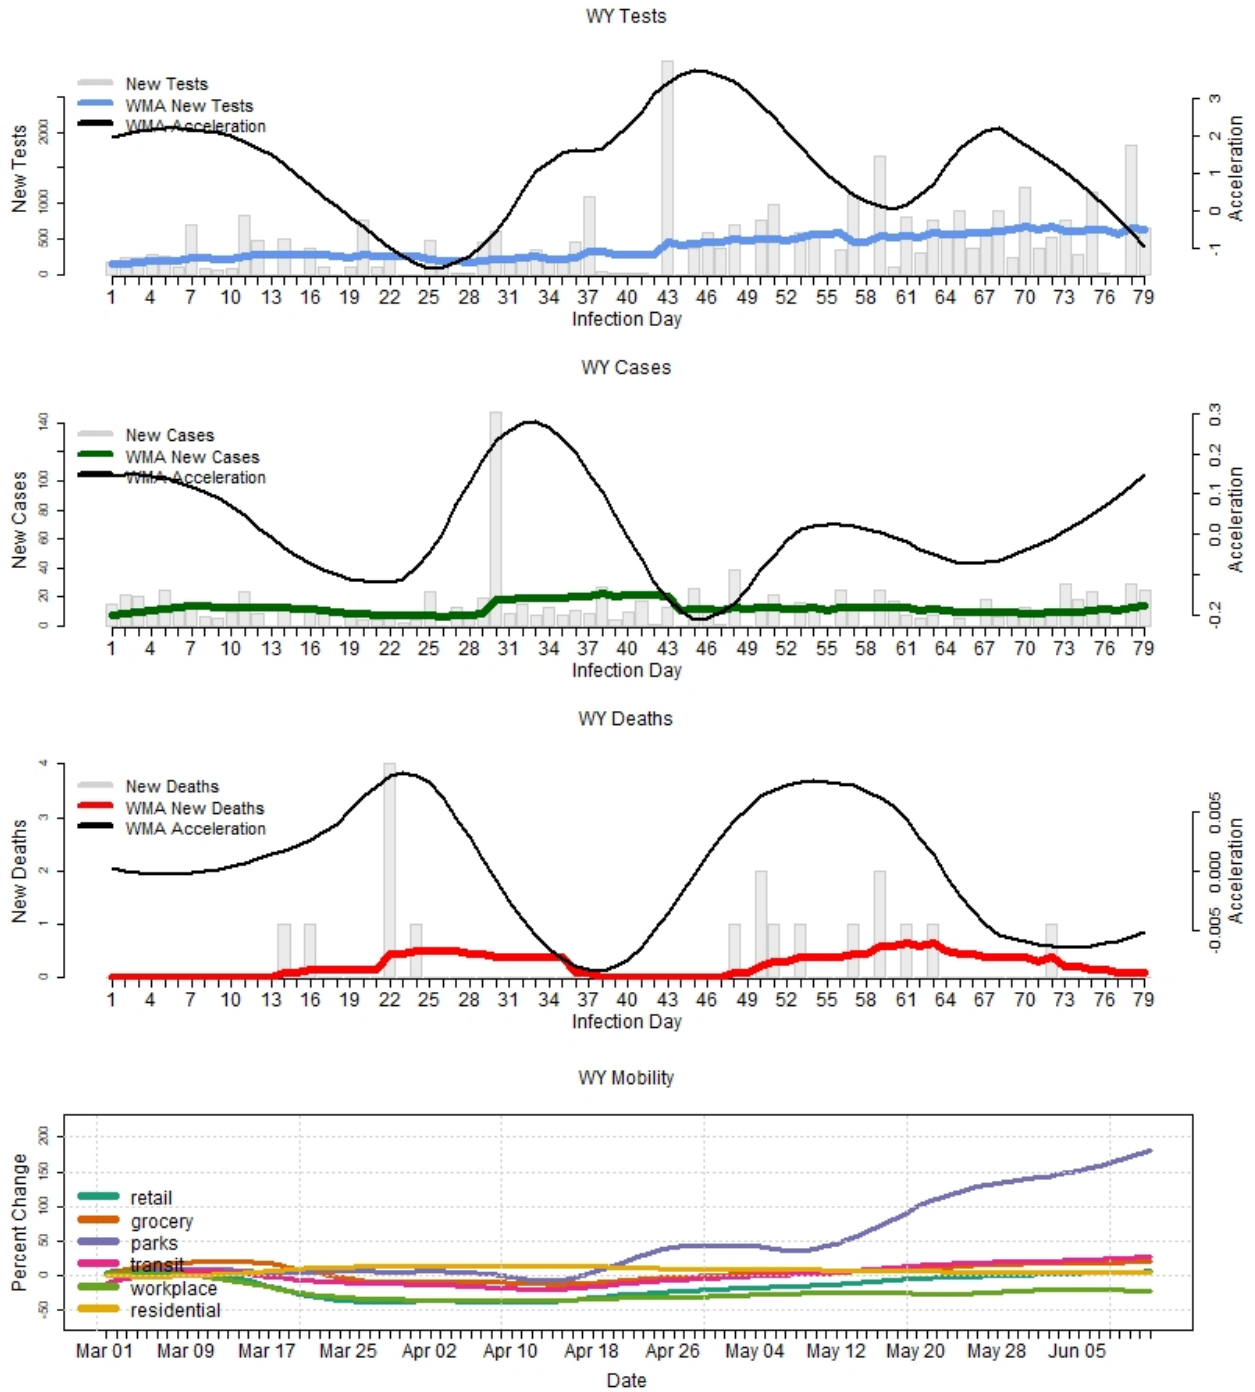 WY Tests
New Tests
WMA New Tests
WMA Acceleration
New Tests
0 500 1000 2000
Acceleration
-1 0 1 2 3
1 4 7 10 13 16 19 22 25 28 31 34 37 40 43 46 49 52 55 58 61 64 67 70 73 76 79
Infection Day
WY Cases
New Cases
WMA New Cases
WMA Acceleration
New Cases
0 20 40 60 80 100 140
Acceleration
-0.2 0.0 0.1 0.2 0.3
1 4 7 10 13 16 19 22 25 28 31 34 37 40 43 46 49 52 55 58 61 64 67 70 73 76 79
Infection Day
WY Deaths
New Deaths
WMA New Deaths
WMA Acceleration
New Deaths
0 1 2 3 4
Acceleration
-0.005 0.000 0.005
1 4 7 10 13 16 19 22 25 28 31 34 37 40 43 46 49 52 55 58 61 64 67 70 73 76 79
Infection Day
WY Mobility
retail
grocery
parks
transit
workplace
residential
Percent Change
-50 0 50 100 150 200
Mar 01 Mar 09 Mar 17 Mar 25 Apr 02 Apr 10 Apr 18 Apr 26 May 04 May 12 May 20 May 28 Jun 05
Date